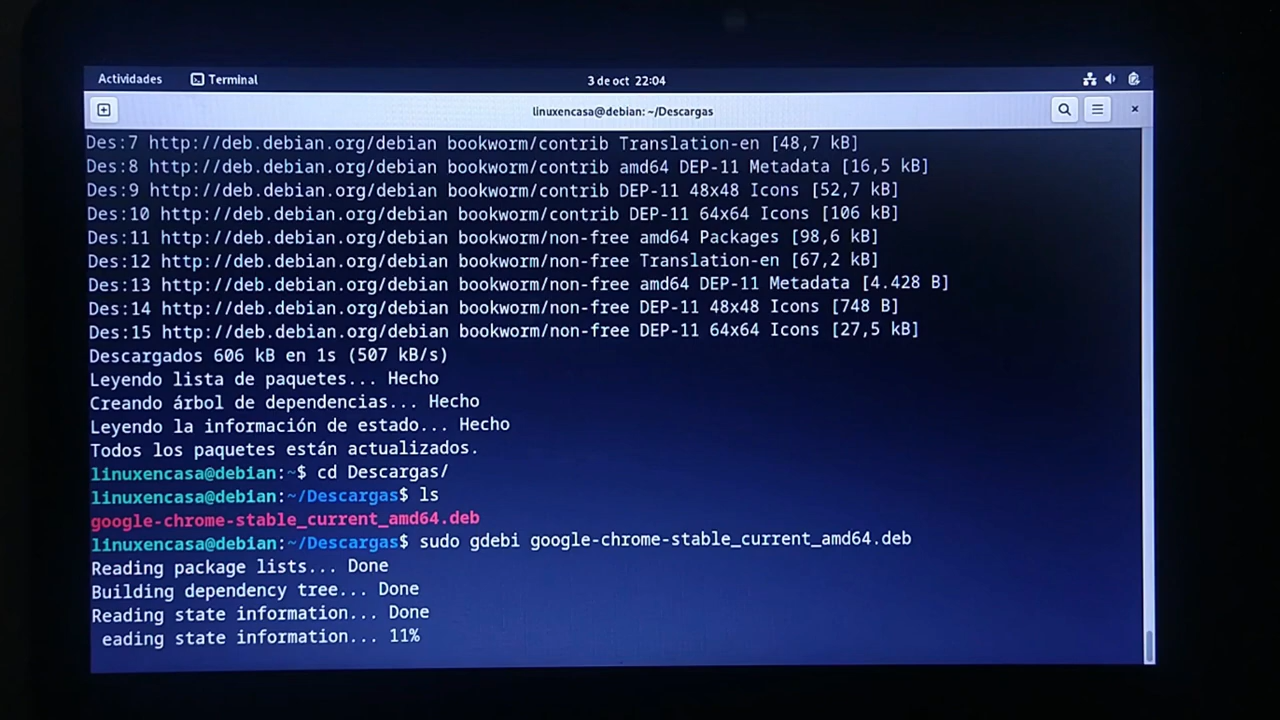 Actividades Terminal 3 de oct 22:04
linuxencasa@debian: ~/Descargas
Des:7 http://deb.debian.org/debian bookworm/contrib Translation-en [48,7 kB]
Des:8 http://deb.debian.org/debian bookworm/contrib amd64 DEP-11 Metadata [16,5 kB]
Des:9 http://deb.debian.org/debian bookworm/contrib DEP-11 48x48 Icons [52,7 kB]
Des:10 http://deb.debian.org/debian bookworm/contrib DEP-11 64x64 Icons [106 kB]
Des:11 http://deb.debian.org/debian bookworm/non-free amd64 Packages [98,6 kB]
Des:12 http://deb.debian.org/debian bookworm/non-free Translation-en [67,2 kB]
Des:13 http://deb.debian.org/debian bookworm/non-free amd64 DEP-11 Metadata [4.428 B]
Des:14 http://deb.debian.org/debian bookworm/non-free DEP-11 48x48 Icons [748 B]
Des:15 http://deb.debian.org/debian bookworm/non-free DEP-11 64x64 Icons [27,5 kB]
Descargados 606 kB en 1s (507 kB/s)
Leyendo lista de paquetes... Hecho
Creando árbol de dependencias... Hecho
Leyendo la información de estado... Hecho
Todos los paquetes están actualizados.
linuxencasa@debian:~$ cd Descargas/
linuxencasa@debian:~/Descargas$ ls
google-chrome-stable_current_amd64.deb
linuxencasa@debian:~/Descargas$ sudo gdebi google-chrome-stable_current_amd64.deb
Reading package lists... Done
Building dependency tree... Done
Reading state information... Done
eading state information... 11%